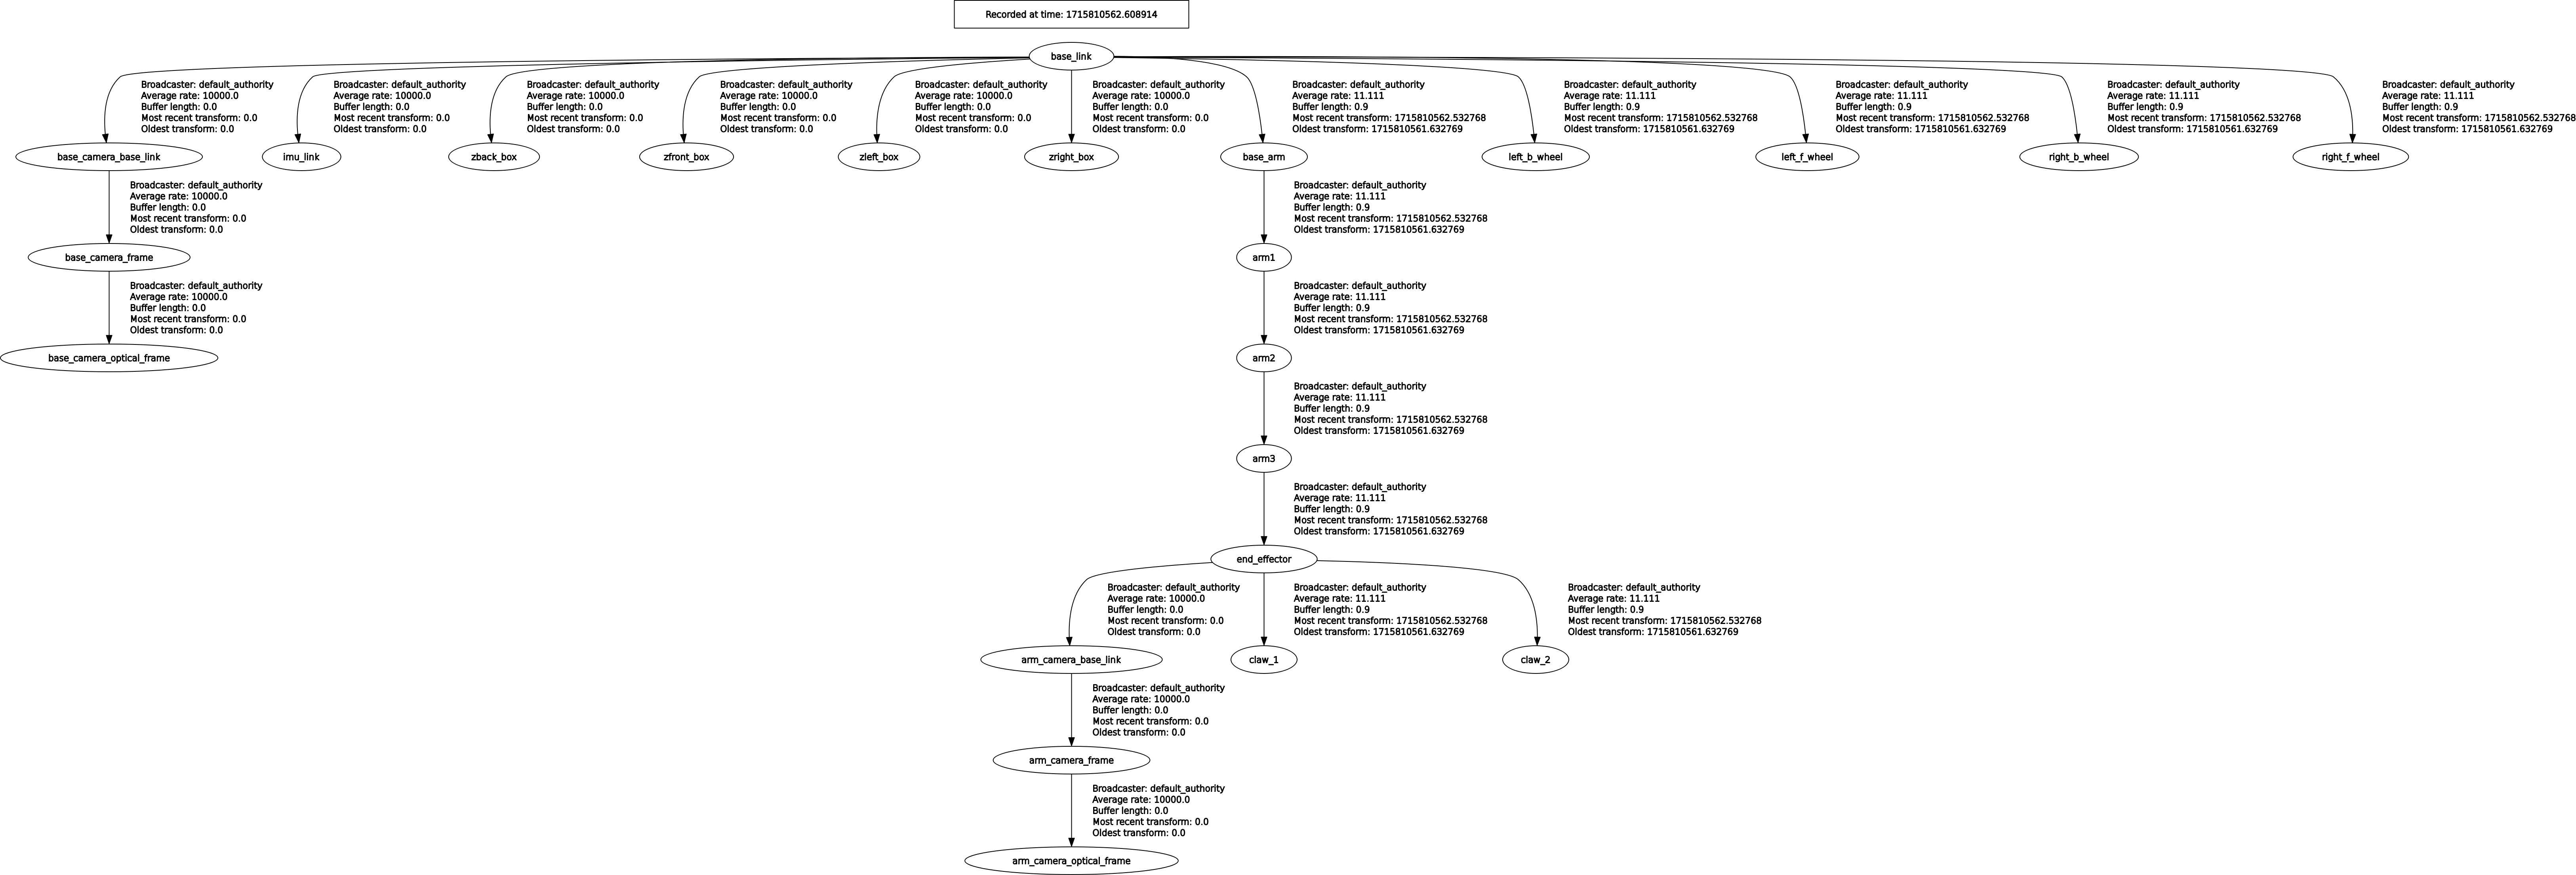 Recorded at time: 1715810562.608914
base_link
Broadcaster: default_authority
Average rate: 10000.0
Buffer length: 0.0
Most recent transform: 0.0
Oldest transform: 0.0
Broadcaster: default_authority
Average rate: 10000.0
Buffer length: 0.0
Most recent transform: 0.0
Oldest transform: 0.0
Broadcaster: default_authority
Average rate: 10000.0
Buffer length: 0.0
Most recent transform: 0.0
Oldest transform: 0.0
Broadcaster: default_authority
Average rate: 10000.0
Buffer length: 0.0
Most recent transform: 0.0
Oldest transform: 0.0
Broadcaster: default_authority
Average rate: 10000.0
Buffer length: 0.0
Most recent transform: 0.0
Oldest transform: 0.0
Broadcaster: default_authority
Average rate: 10000.0
Buffer length: 0.0
Most recent transform: 0.0
Oldest transform: 0.0
Broadcaster: default_authority
Average rate: 11.111
Buffer length: 0.9
Most recent transform: 1715810562.532768
Oldest transform: 1715810561.632769
Broadcaster: default_authority
Average rate: 11.111
Buffer length: 0.9
Most recent transform: 1715810562.532768
Oldest transform: 1715810561.632769
Broadcaster: default_authority
Average rate: 11.111
Buffer length: 0.9
Most recent transform: 1715810562.532768
Oldest transform: 1715810561.632769
Broadcaster: default_authority
Average rate: 11.111
Buffer length: 0.9
Most recent transform: 1715810562.532768
Oldest transform: 1715810561.632769
Broadcaster: default_authority
Average rate: 11.111
Buffer length: 0.9
Most recent transform: 1715810562.532768
Oldest transform: 1715810561.632769
base_camera_base_link
imu_link
zback_box
zfront_box
zleft_box
zright_box
base_arm
left_b_wheel
left_f_wheel
right_b_wheel
right_f_wheel
Broadcaster: default_authority
Average rate: 10000.0
Buffer length: 0.0
Most recent transform: 0.0
Oldest transform: 0.0
Broadcaster: default_authority
Average rate: 11.111
Buffer length: 0.9
Most recent transform: 1715810562.532768
Oldest transform: 1715810561.632769
base_camera_frame
arm1
Broadcaster: default_authority
Average rate: 10000.0
Buffer length: 0.0
Most recent transform: 0.0
Oldest transform: 0.0
Broadcaster: default_authority
Average rate: 11.111
Buffer length: 0.9
Most recent transform: 1715810562.532768
Oldest transform: 1715810561.632769
base_camera_optical_frame
arm2
Broadcaster: default_authority
Average rate: 11.111
Buffer length: 0.9
Most recent transform: 1715810562.532768
Oldest transform: 1715810561.632769
arm3
Broadcaster: default_authority
Average rate: 11.111
Buffer length: 0.9
Most recent transform: 1715810562.532768
Oldest transform: 1715810561.632769
end_effector
Broadcaster: default_authority
Average rate: 10000.0
Buffer length: 0.0
Most recent transform: 0.0
Oldest transform: 0.0
Broadcaster: default_authority
Average rate: 11.111
Buffer length: 0.9
Most recent transform: 1715810562.532768
Oldest transform: 1715810561.632769
Broadcaster: default_authority
Average rate: 11.111
Buffer length: 0.9
Most recent transform: 1715810562.532768
Oldest transform: 1715810561.632769
arm_camera_base_link
claw_1
claw_2
Broadcaster: default_authority
Average rate: 10000.0
Buffer length: 0.0
Most recent transform: 0.0
Oldest transform: 0.0
arm_camera_frame
Broadcaster: default_authority
Average rate: 10000.0
Buffer length: 0.0
Most recent transform: 0.0
Oldest transform: 0.0
arm_camera_optical_frame